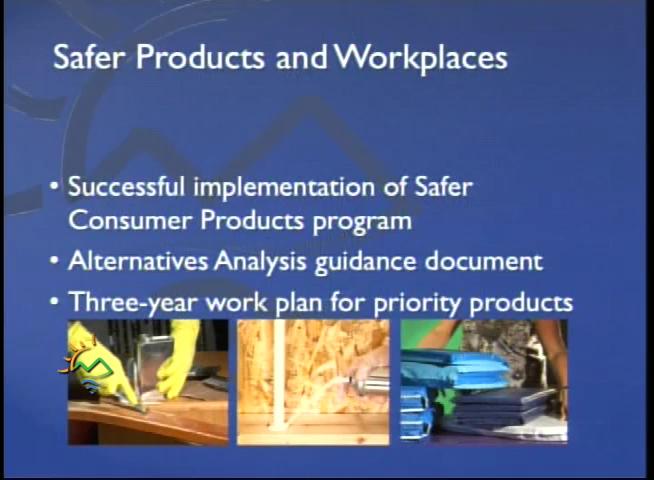 Safer Products and Workplaces
• Successful implementation of Safer
Consumer Products program
• Alternatives Analysis guidance document
• Three-year work plan for priority products